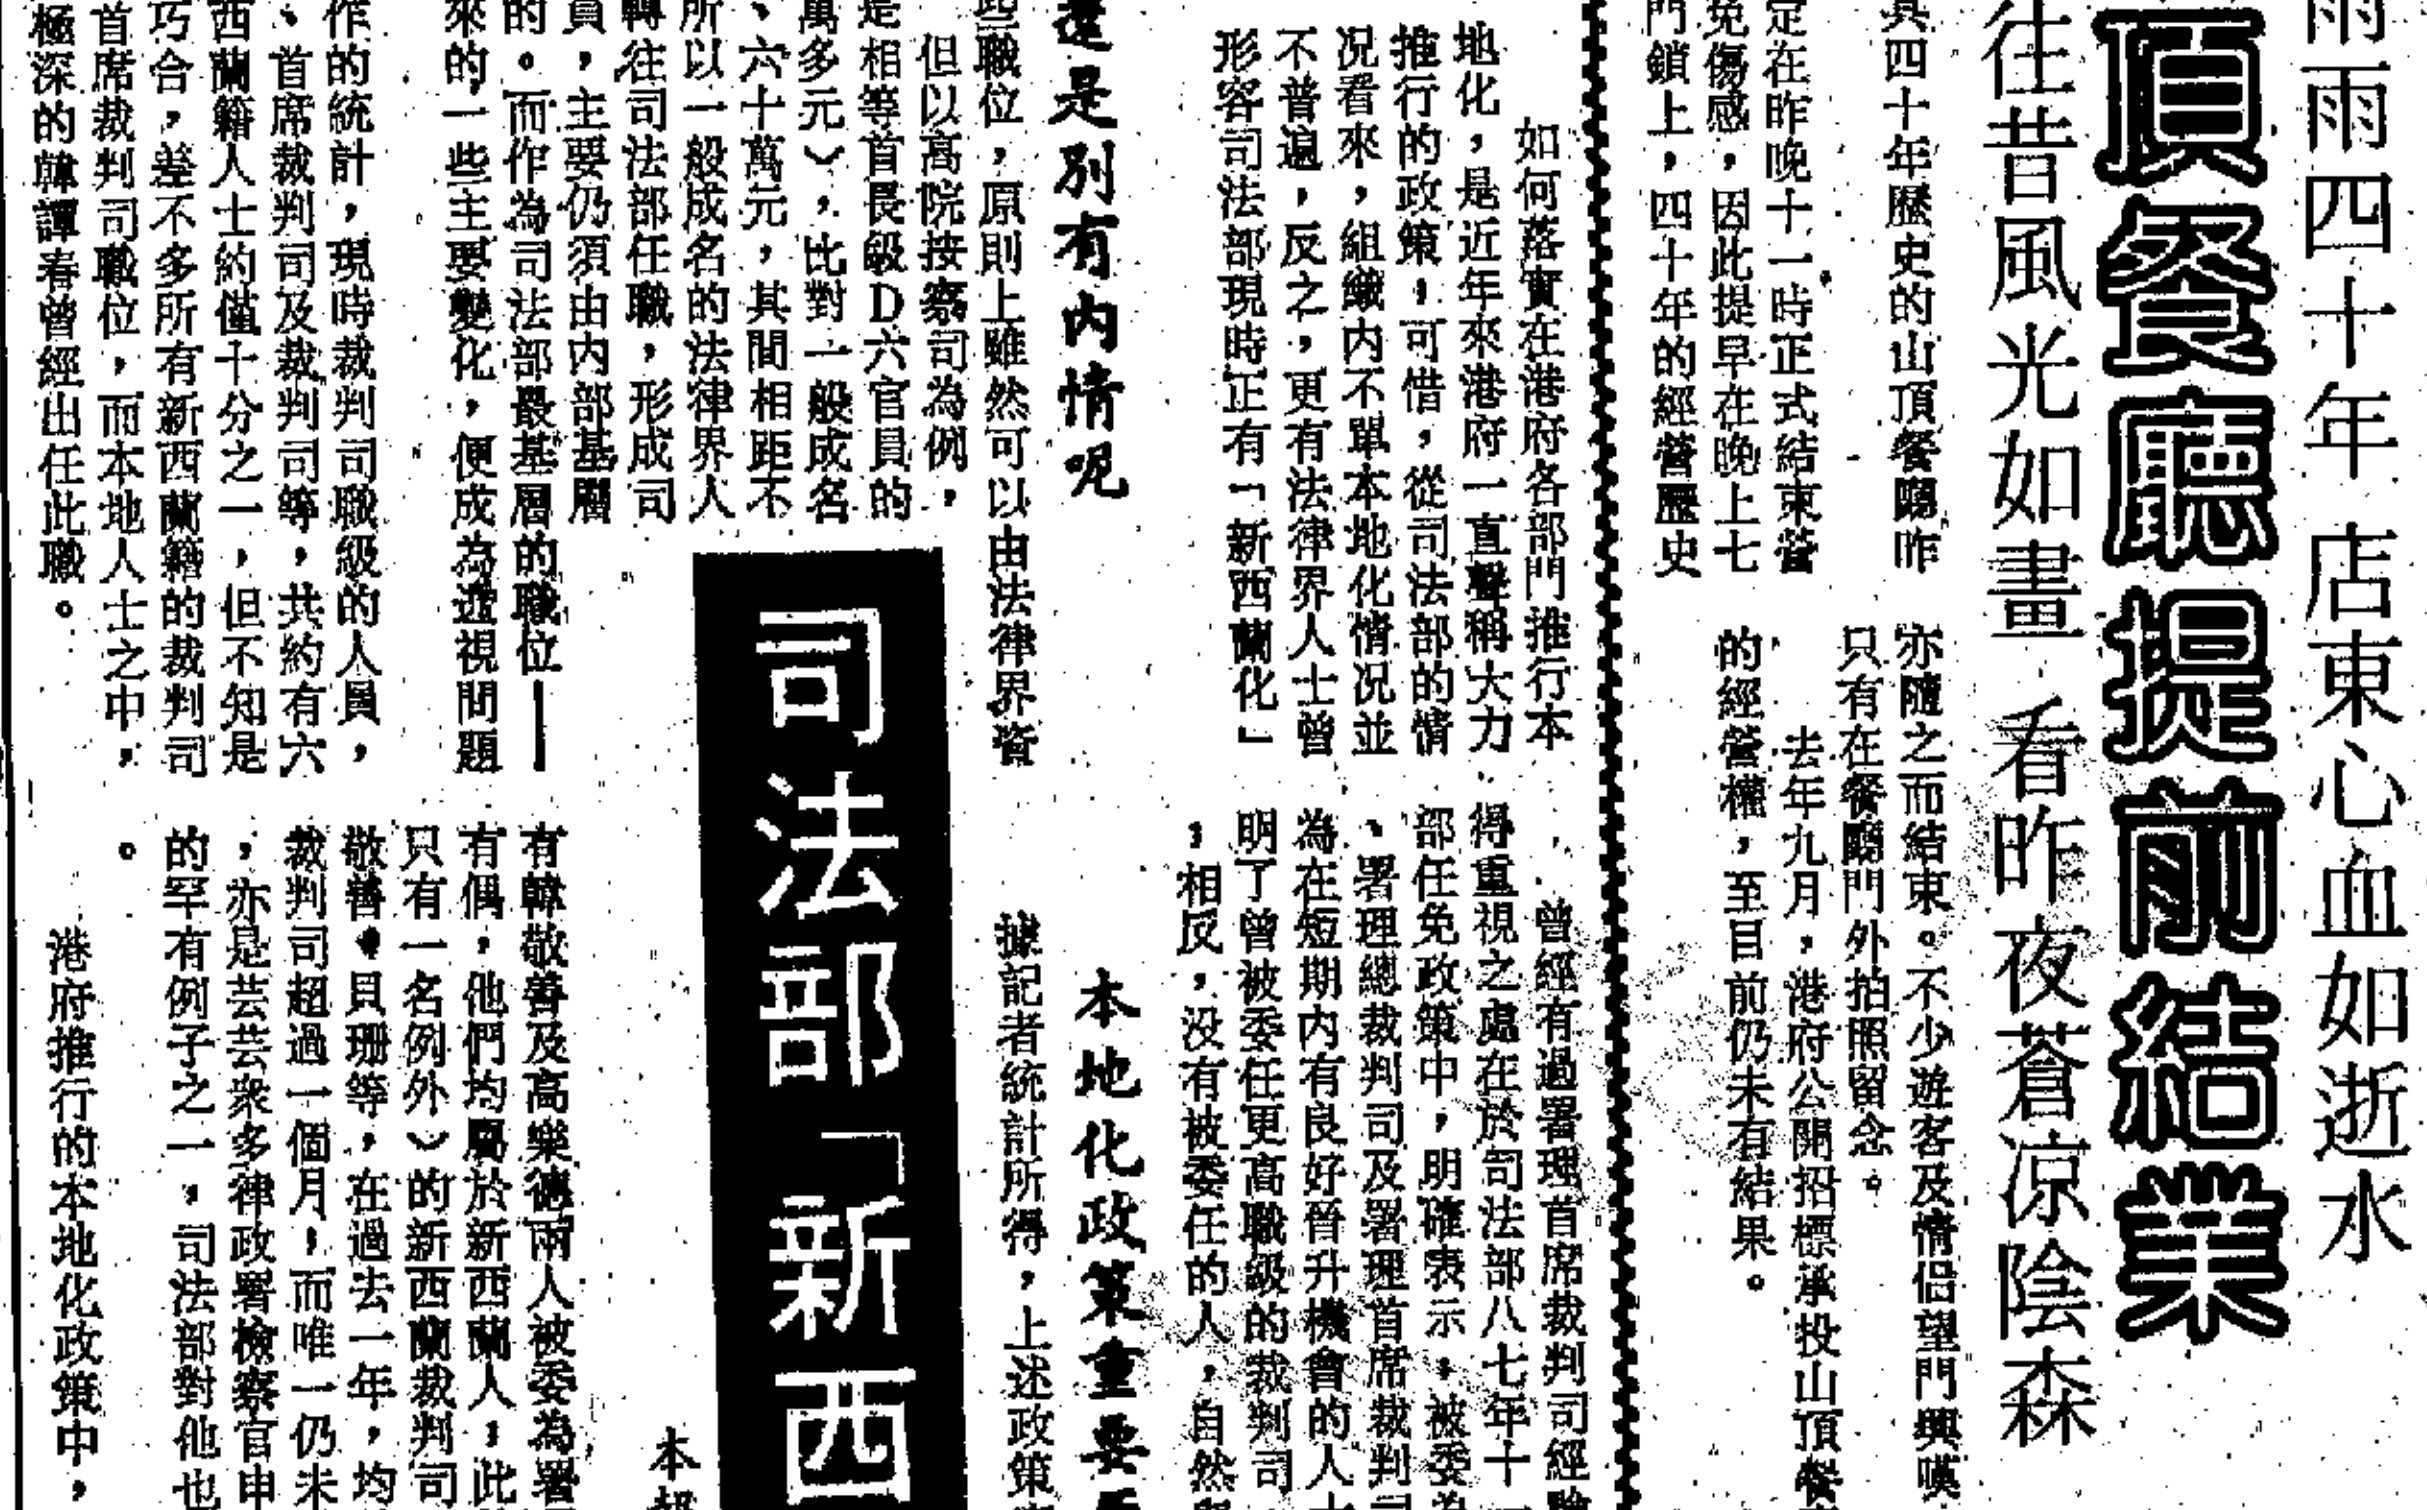 雨雨四十年 店東心血如逝水
頂餐廳提前結業
往昔風光如畫 看昨夜蒼凉陰森
其四十年歷史的山頂餐廳昨
定在昨晚十一時正式結束營
免傷感，因此提早在晚上七
門鎖上，四十年的經營歷史
亦隨之而結束。不少遊客及情侶望門興嘆，
只有在餐廳門外拍照留念。
去年九月，港府公開招標承投山頂餐
的經營權，至目前仍未有結果。
如何落實在港府各部門推行本
地化，是近年來港府一直聲稱大力
推行的政策，可惜，從司法部的情
况看來，組織内不單本地化情况並
不普遍，反之，更有法律界人士曾
形容司法部現時正有「新西蘭化」
曾經有過署理首席裁判司經驗
得重視之處在於司法部八七年十
部任免政策中，明確表示，被委為
、署理總裁判司及署理首席裁判司
為在短期内有良好晉升機會的人士
明了曾被委任更高職級的裁判司
，相反，没有被委任的人，自然
還是別有内情呢
本地化政策重要
些職位，原則上雖然可以由法律界資
但以高院按察司為例，
是相等首長級D六官員的
萬多元），比對一般成名
、六十萬元，其間相距不
所以一般成名的法律界人
轉往司法部任職，形成司
員，主要仍須由内部基層
的。而作為司法部最基層的職位——
來的一些主要變化，便成為透視問題
據記者統計所得，上述政策
司法部「新西
本報
作的統計，現時裁判司職級的人員，
、首席裁判司及裁判司等，共約有六
西蘭籍人士約僅十分之一，但不知是
巧合，差不多所有新西蘭籍的裁判司
首席裁判司職位，而本地人士之中，
極深的韓譚春曾經出任此職。
有韓敬善及高樂德兩人被委為署
有偶，他們均屬於新西蘭人；此
只有一名例外）的新西蘭裁判司
敬善、貝珊等，在過去一年，均
裁判司超過一個月，而唯一仍未
，亦是芸芸衆多律政署檢察官申
的罕有例子之一，司法部對他也
。
港府推行的本地化政策中，